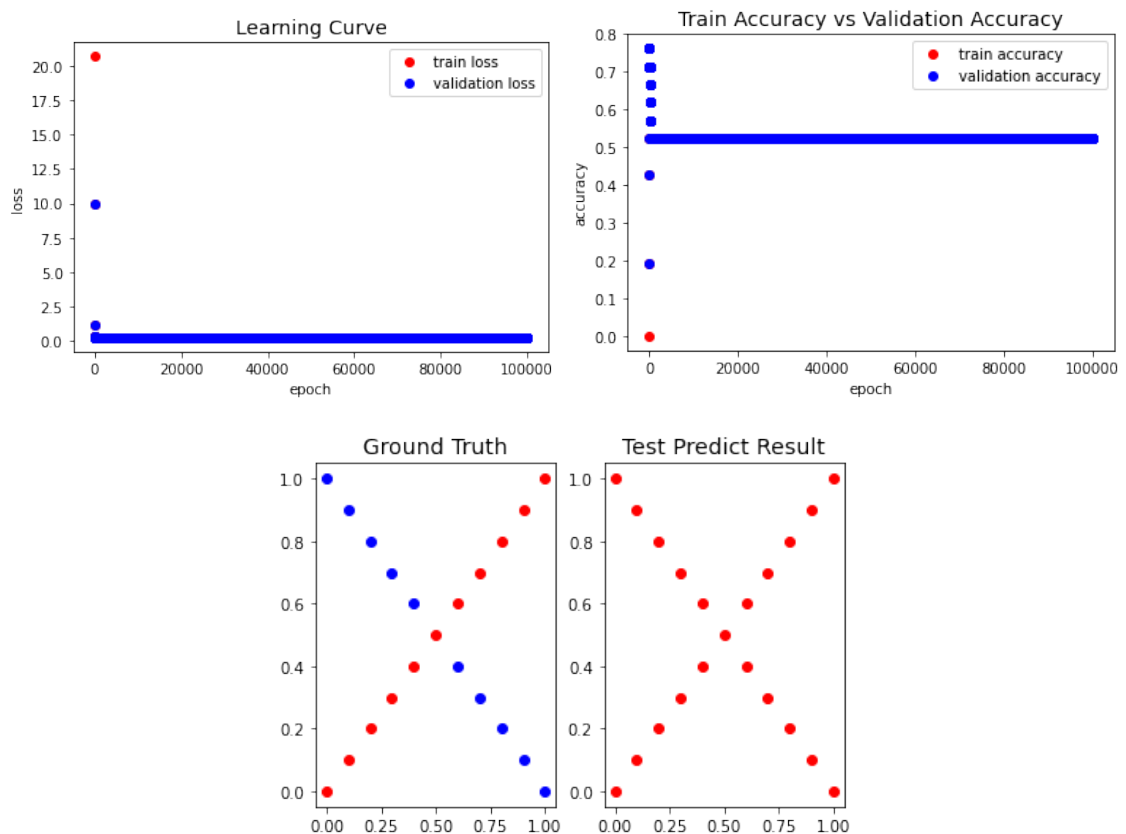 Learning Curve
train loss
validation loss
20.0
17.5
15.0
12.5
10.0
7.5
5.0
2.5
0.0
loss
0 20000 40000 60000 80000 100000
epoch
Train Accuracy vs Validation Accuracy
train accuracy
validation accuracy
0.8
0.7
0.6
0.5
0.4
0.3
0.2
0.1
0.0
accuracy
0 20000 40000 60000 80000 100000
epoch
Ground Truth
1.0
0.8
0.6
0.4
0.2
0.0
0.00 0.25 0.50 0.75 1.00
Test Predict Result
1.0
0.8
0.6
0.4
0.2
0.0
0.00 0.25 0.50 0.75 1.00